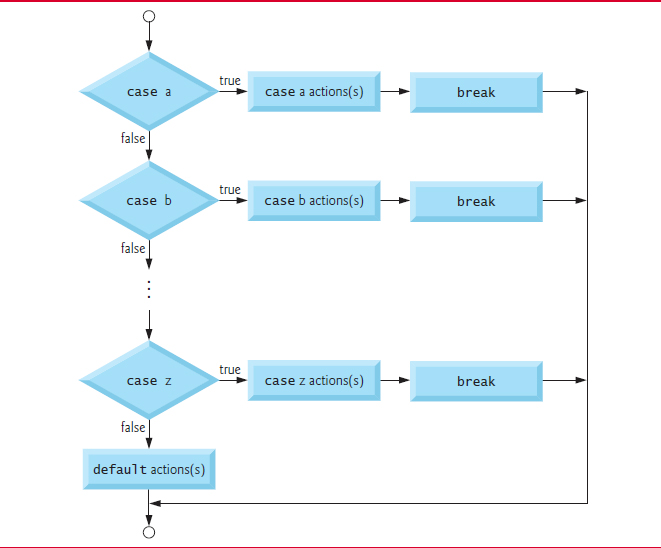 case a
true
case a actions(s)
break
false
case b
true
case b actions(s)
break
false
case z
true
case z actions(s)
break
false
default actions(s)